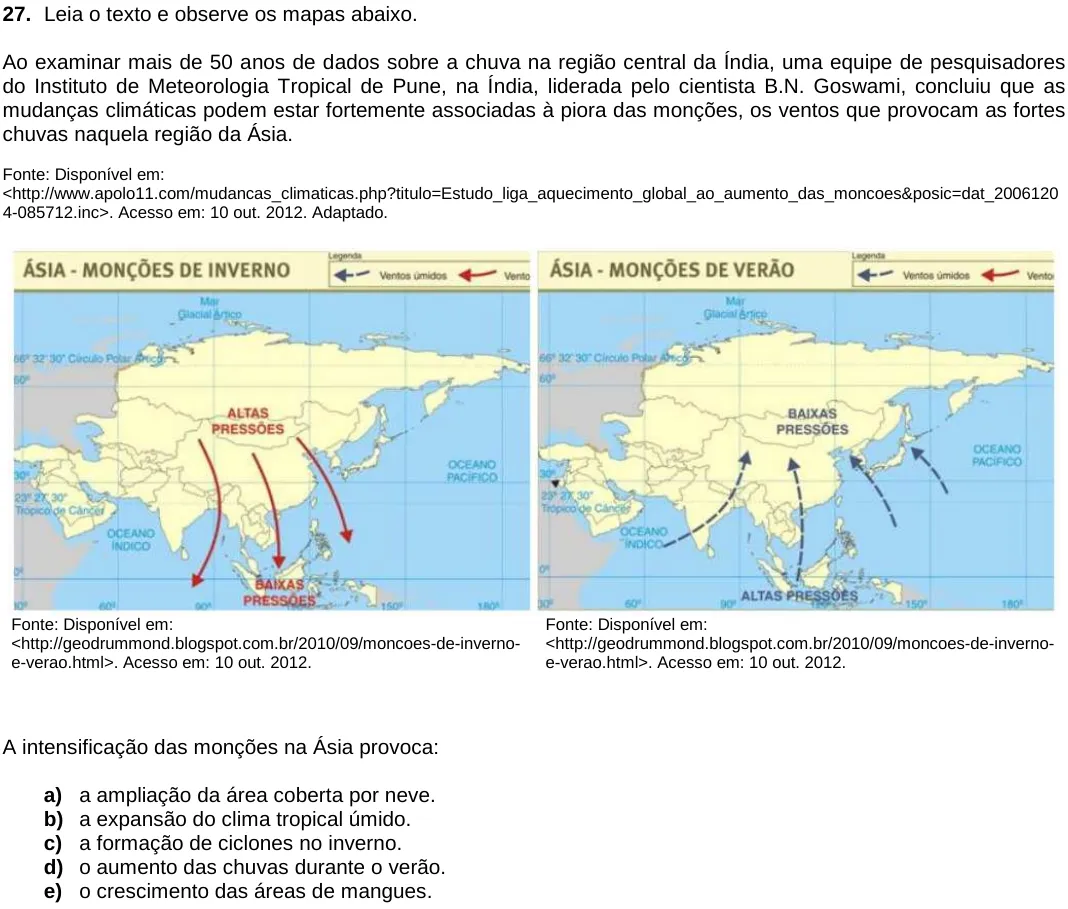 27. Leia o texto e observe os mapas abaixo.
Ao examinar mais de 50 anos de dados sobre a chuva na região central da Índia, uma equipe de pesquisadores
do Instituto de Meteorologia Tropical de Pune, na Índia, liderada pelo cientista B.N. Goswami, concluiu que as
mudanças climáticas podem estar fortemente associadas à piora das monções, os ventos que provocam as fortes
chuvas naquela região da Ásia.
Fonte: Disponível em:
<http://www.apolo11.com/mudancas_climaticas.php?titulo=Estudo_liga_aquecimento_global_ao_aumento_das_moncoes&posic=dat_2006120
4-085712.inc>. Acesso em: 10 out. 2012. Adaptado.
ÁSIA - MONÇÕES DE INVERNO
Legenda
Ventos úmidos
Vento
Mar
Glacial Ártico
66° 32' 30" Círculo Polar Ártico
60°
ALTAS
PRESSÕES
OCEANO
PACÍFICO
30°
23° 27' 30"
Trópico de Câncer
OCEANO
ÍNDICO
0°
BAIXAS
PRESSÕES
30°
60°
90°
150°
180°
ÁSIA - MONÇÕES DE VERÃO
Legenda
Ventos úmidos
Vento
Mar
Glacial Ártico
66° 32' 30" Círculo Polar Ártico
60°
BAIXAS
PRESSÕES
OCEANO
PACÍFICO
30°
23° 27' 30"
Trópico de Câncer
OCEANO
ÍNDICO
0°
ALTAS PRESSÕES
30°
60°
90°
150°
180°
Fonte: Disponível em:
<http://geodrummond.blogspot.com.br/2010/09/moncoes-de-inverno-
e-verao.html>. Acesso em: 10 out. 2012.
Fonte: Disponível em:
<http://geodrummond.blogspot.com.br/2010/09/moncoes-de-inverno-
e-verao.html>. Acesso em: 10 out. 2012.
A intensificação das monções na Ásia provoca:
a) a ampliação da área coberta por neve.
b) a expansão do clima tropical úmido.
c) a formação de ciclones no inverno.
d) o aumento das chuvas durante o verão.
e) o crescimento das áreas de mangues.